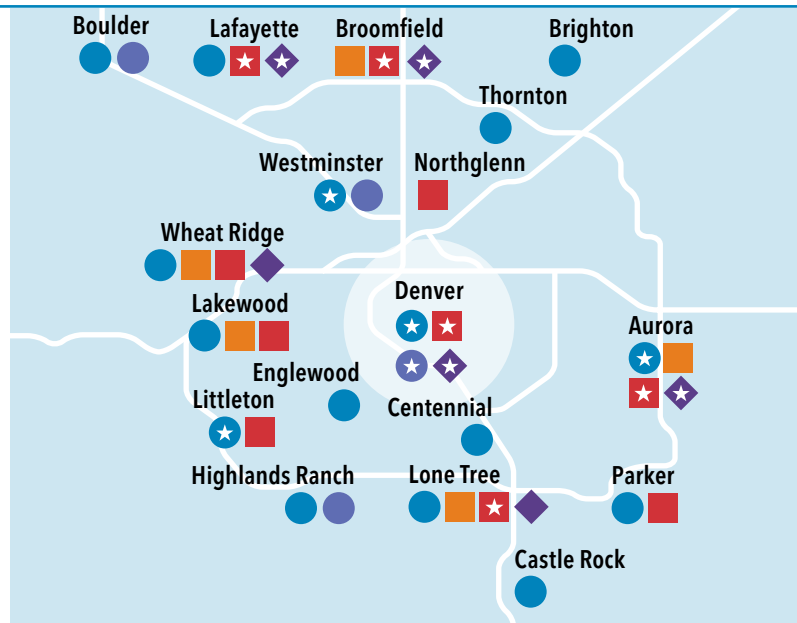 Boulder
Lafayette
Broomfield
Brighton
Thornton
Westminster
Northglenn
Wheat Ridge
Denver
Lakewood
Aurora
Englewood
Littleton
Centennial
Highlands Ranch
Lone Tree
Parker
Castle Rock